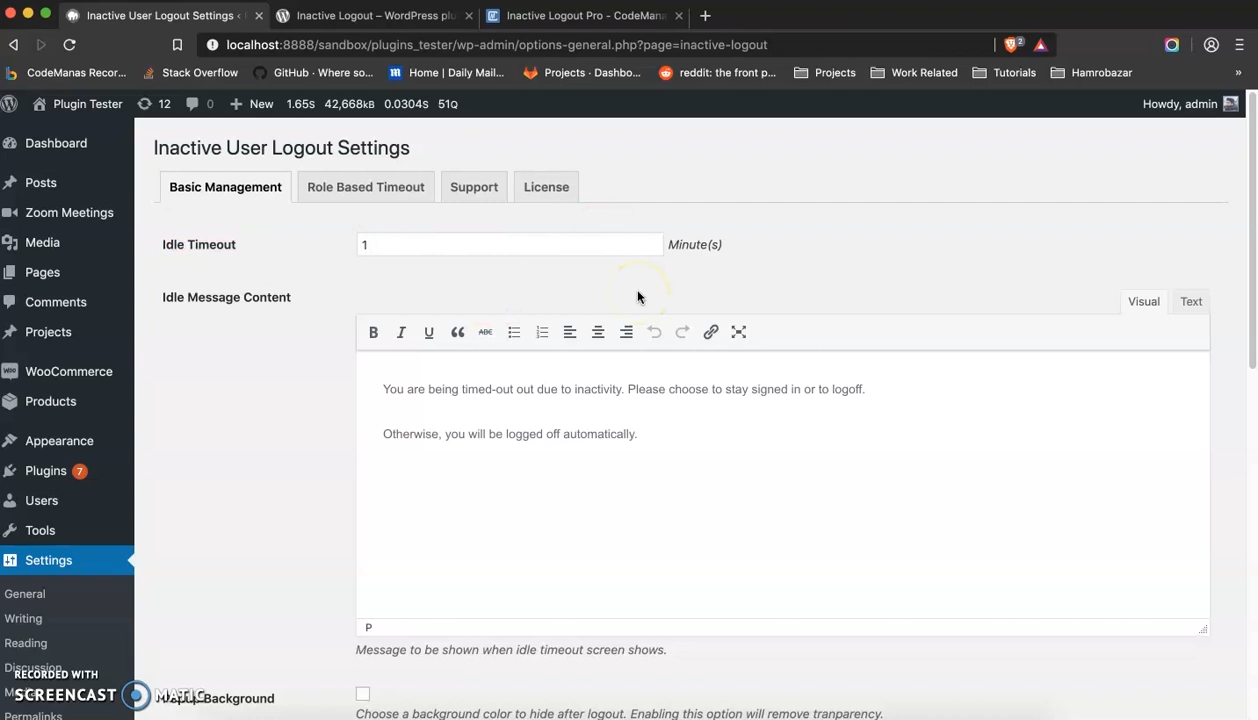 Inactive User Logout Settings ‹
Inactive Logout – WordPress plu
Inactive Logout Pro - CodeMana
localhost:8888/sandbox/plugins_tester/wp-admin/options-general.php?page=inactive-logout
2
CodeManas Recor...
Stack Overflow
GitHub · Where so...
Home | Daily Mail...
Projects · Dashbo...
reddit: the front p...
Projects
Work Related
Tutorials
Hamrobazar
»
Plugin Tester
12
0
New
1.65S
42,668KB
0.0304S
51Q
Howdy, admin
Dashboard
Posts
Zoom Meetings
Media
Pages
Comments
Projects
WooCommerce
Products
Appearance
Plugins 7
Users
Tools
Settings
General
Writing
Reading
Discussion
Permalinks
Inactive User Logout Settings
Basic Management
Role Based Timeout
Support
License
Idle Timeout
1
Minute(s)
Idle Message Content
Visual
Text
B I U ABC
You are being timed-out out due to inactivity. Please choose to stay signed in or to logoff.
Otherwise, you will be logged off automatically.
P
Message to be shown when idle timeout screen shows.
Popup Background
Choose a background color to hide after logout. Enabling this option will remove tranparency.
RECORDED WITH
SCREENCAST MATIC